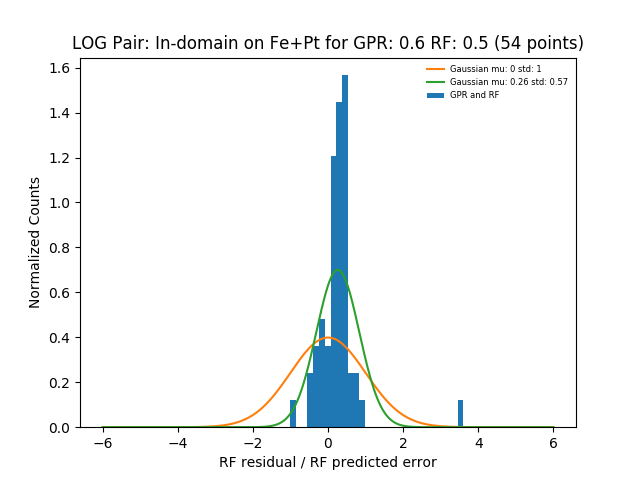 LOG Pair: In-domain on Fe+Pt for GPR: 0.6 RF: 0.5 (54 points)
Gaussian mu: 0 std: 1
Gaussian mu: 0.26 std: 0.57
GPR and RF
1.6
1.4
1.2
1.0
0.8
0.6
0.4
0.2
0.0
Normalized Counts
−6 −4 −2 0 2 4 6
RF residual / RF predicted error